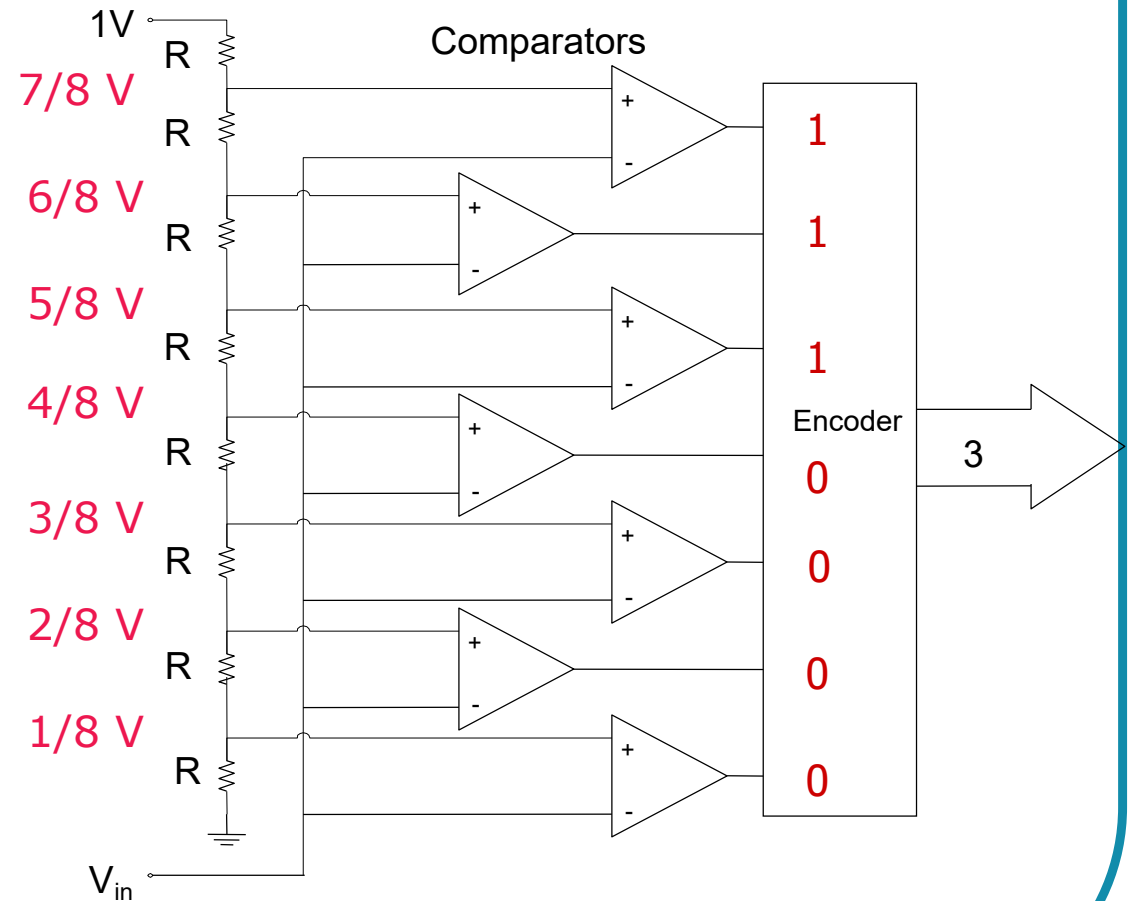 1V
Comparators
R
7/8 V
+
-
1
R
6/8 V
+
-
1
R
5/8 V
+
-
1
R
4/8 V
+
-
Encoder
0
3
R
3/8 V
+
-
0
R
2/8 V
+
-
0
R
1/8 V
+
-
0
R
Vin